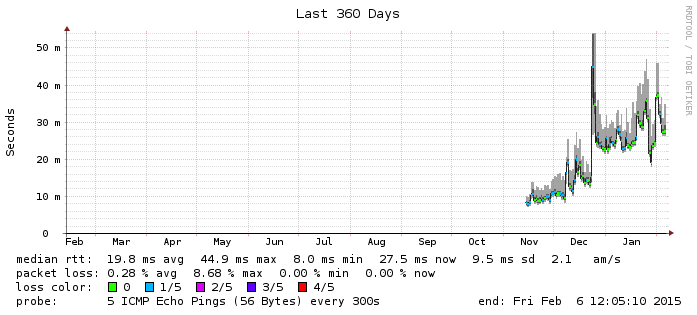 Last 360 Days
RRDTOOL / TOBI OETIKER
Seconds
50 m
40 m
30 m
20 m
10 m
0
Feb Mar Apr May Jun Jul Aug Sep Oct Nov Dec Jan
median rtt: 19.8 ms avg 44.9 ms max 8.0 ms min 27.5 ms now 9.5 ms sd 2.1 am/s
packet loss: 0.28 % avg 8.68 % max 0.00 % min 0.00 % now
loss color: 0 1/5 2/5 3/5 4/5
probe: 5 ICMP Echo Pings (56 Bytes) every 300s end: Fri Feb 6 12:05:10 2015